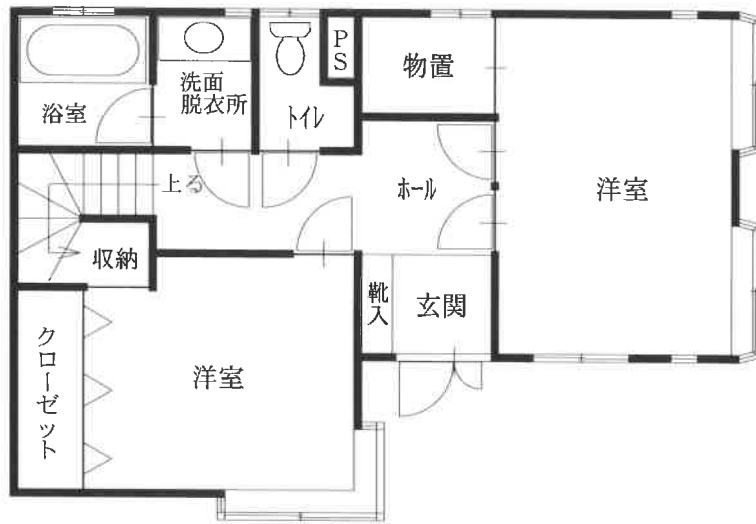 PS
物置
洗面
脱衣所
浴室
トイレ
上る
ホール
洋室
収納
靴入
玄関
クローゼット
洋室